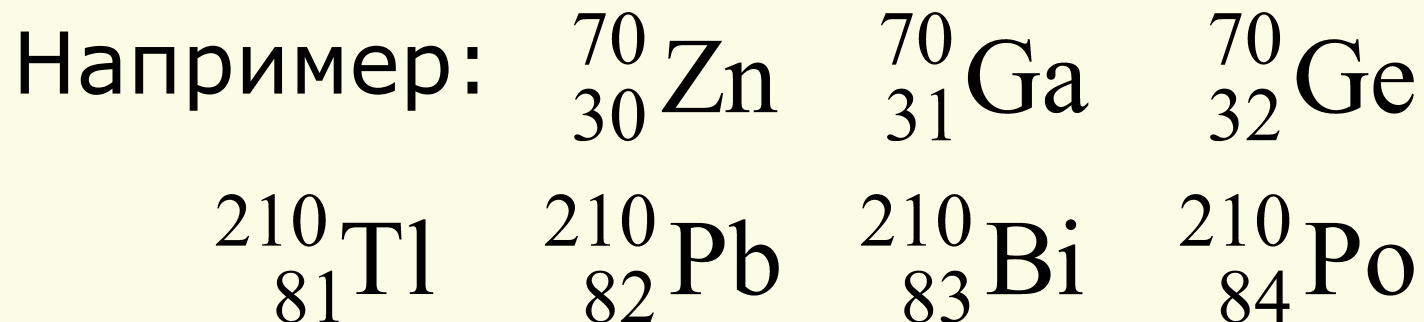 Например: ⁷⁰₃₀Zn ⁷⁰₃₁Ga ⁷⁰₃₂Ge
²¹⁰₈₁Tl ²¹⁰₈₂Pb ²¹⁰₈₃Bi ²¹⁰₈₄Po